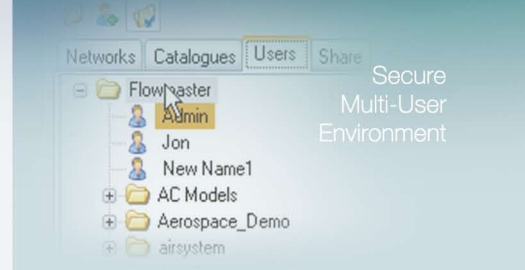 Networks Catalogues Users Share
Flowmaster
Admin
Jon
New Name1
AC Models
Aerospace_Demo
airsystem
Secure
Multi-User
Environment